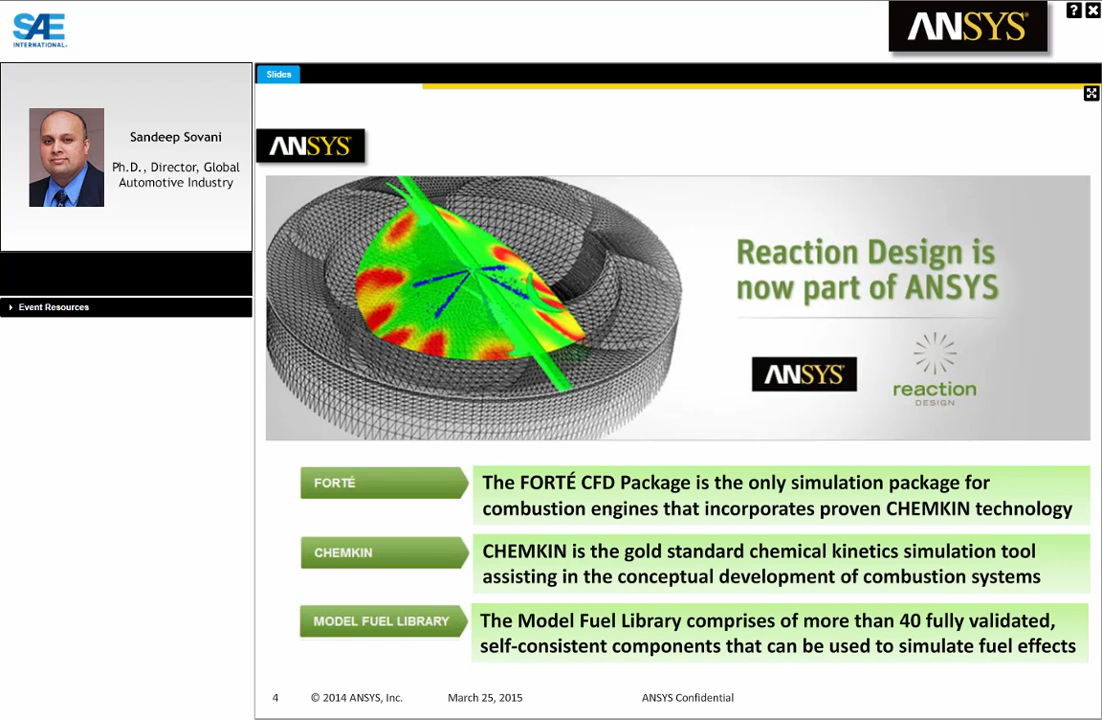 SAE
INTERNATIONAL®
ANSYS®
?
Slides
Sandeep Sovani
Ph.D., Director, Global
Automotive Industry
Event Resources
ANSYS®
Reaction Design is
now part of ANSYS
ANSYS®
reaction
DESIGN
FORTÉ
The FORTÉ CFD Package is the only simulation package for
combustion engines that incorporates proven CHEMKIN technology
CHEMKIN
CHEMKIN is the gold standard chemical kinetics simulation tool
assisting in the conceptual development of combustion systems
MODEL FUEL LIBRARY
The Model Fuel Library comprises of more than 40 fully validated,
self-consistent components that can be used to simulate fuel effects
4 © 2014 ANSYS, Inc. March 25, 2015 ANSYS Confidential